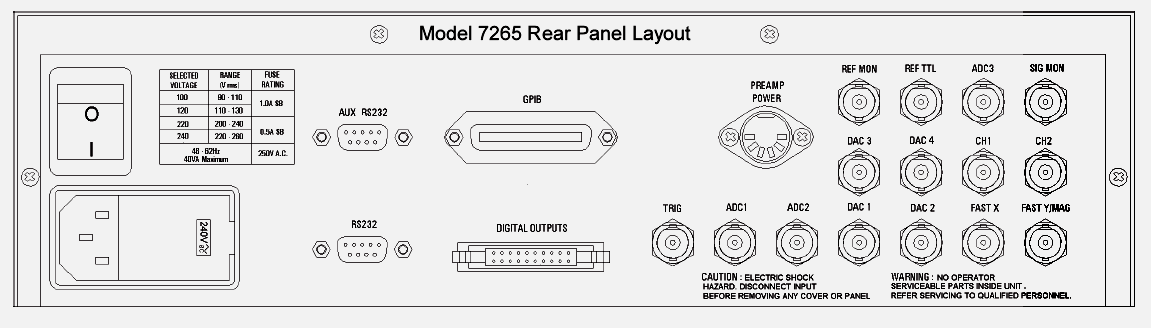 Model 7265 Rear Panel Layout
SELECTED VOLTAGE RANGE (V rms) FUSE RATING
100 90 - 110 1.0A SB
120 110 - 130
220 200 - 240 0.5A SB
240 220 - 260
48 - 62Hz
40VA Maximum 250V A.C.
O
I
240V
AUX RS232
GPIB
PREAMP
POWER
REF MON REF TTL ADC3 SIG MON
DAC 3 DAC 4 CH1 CH2
RS232
DIGITAL OUTPUTS
TRIG ADC1 ADC2 DAC 1 DAC 2 FAST X FAST Y/MAG
CAUTION : ELECTRIC SHOCK
HAZARD. DISCONNECT INPUT
BEFORE REMOVING ANY COVER OR PANEL
WARNING : NO OPERATOR
SERVICEABLE PARTS INSIDE UNIT .
REFER SERVICING TO QUALIFIED PERSONNEL.